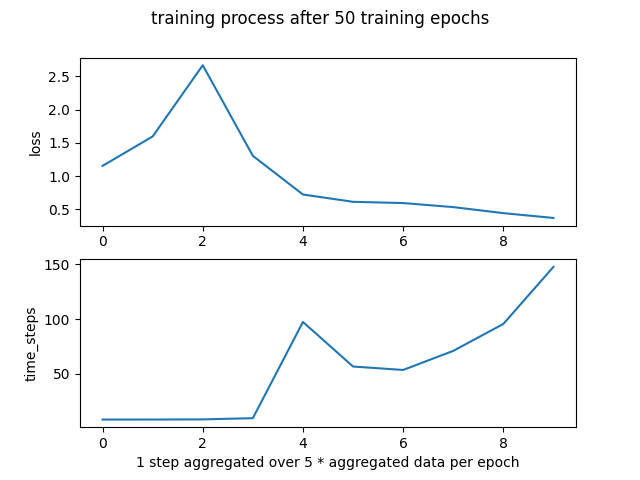 training process after 50 training epochs
2.5
2.0
1.5
1.0
0.5
loss
0 2 4 6 8
150
100
50
time_steps
0 2 4 6 8
1 step aggregated over 5 * aggregated data per epoch